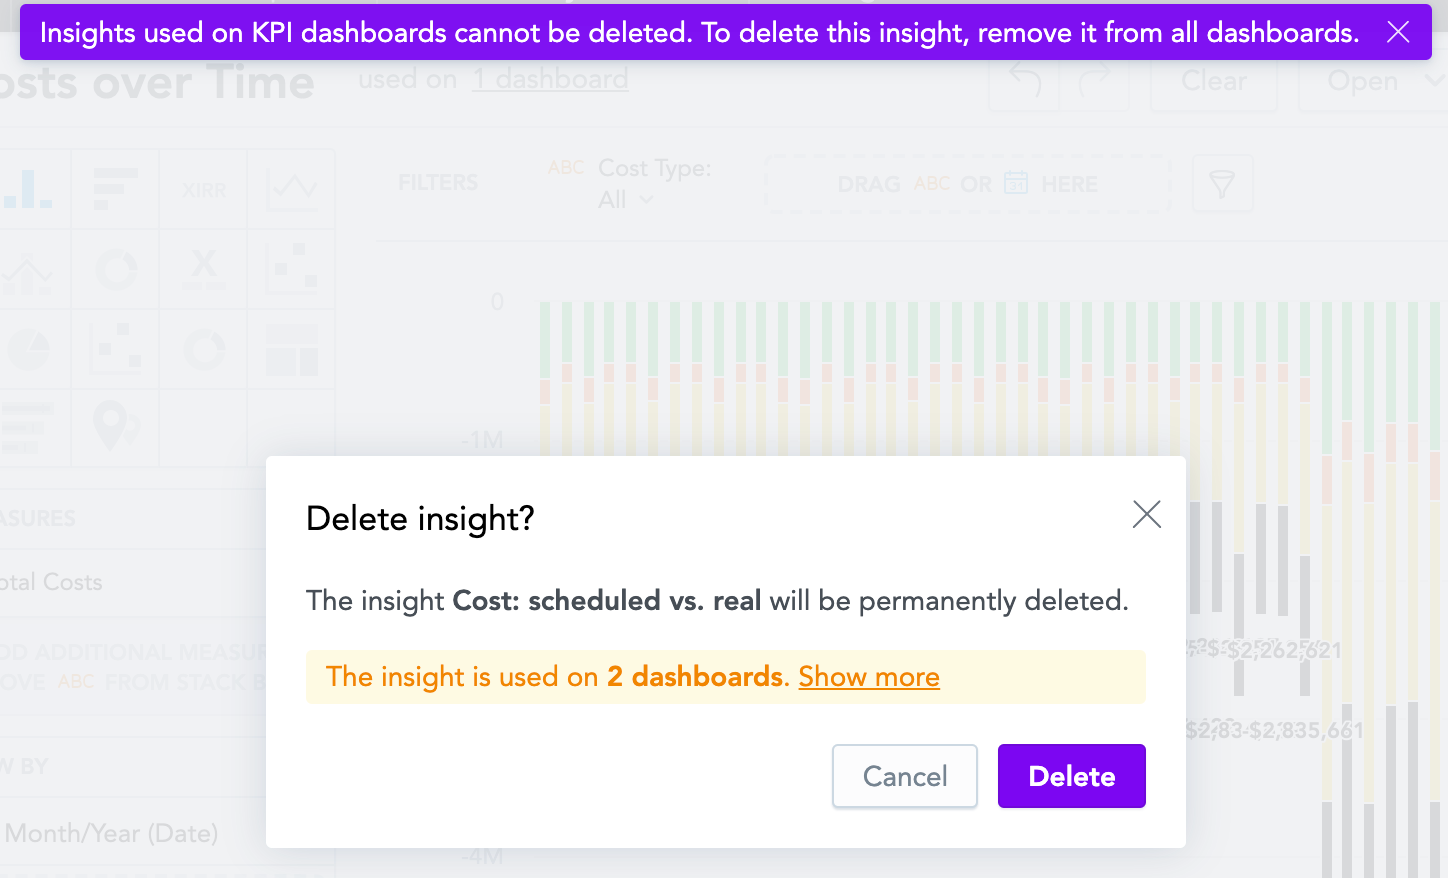 Insights used on KPI dashboards cannot be deleted. To delete this insight, remove it from all dashboards.
osts over Time used on 1 dashboard
Clear
Open
XIRR
FILTERS
ABC Cost Type:
All
DRAG ABC OR 31 HERE
X
0
-1M
Delete insight?
The insight Cost: scheduled vs. real will be permanently deleted.
The insight is used on 2 dashboards. Show more
Cancel
Delete
ASURES
otal Costs
DD ADDITIONAL MEASUR
OVE ABC FROM STACK B
W BY
Month/Year (Date)
$2,262,621
-$2,835,661
-4M